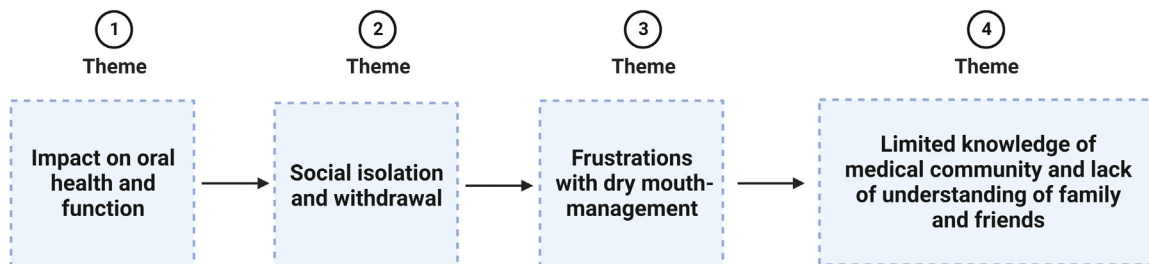 1
Theme
Impact on oral
health and
function
2
Theme
Social isolation
and withdrawal
3
Theme
Frustrations
with dry mouth-
management
4
Theme
Limited knowledge of
medical community and lack
of understanding of family
and friends